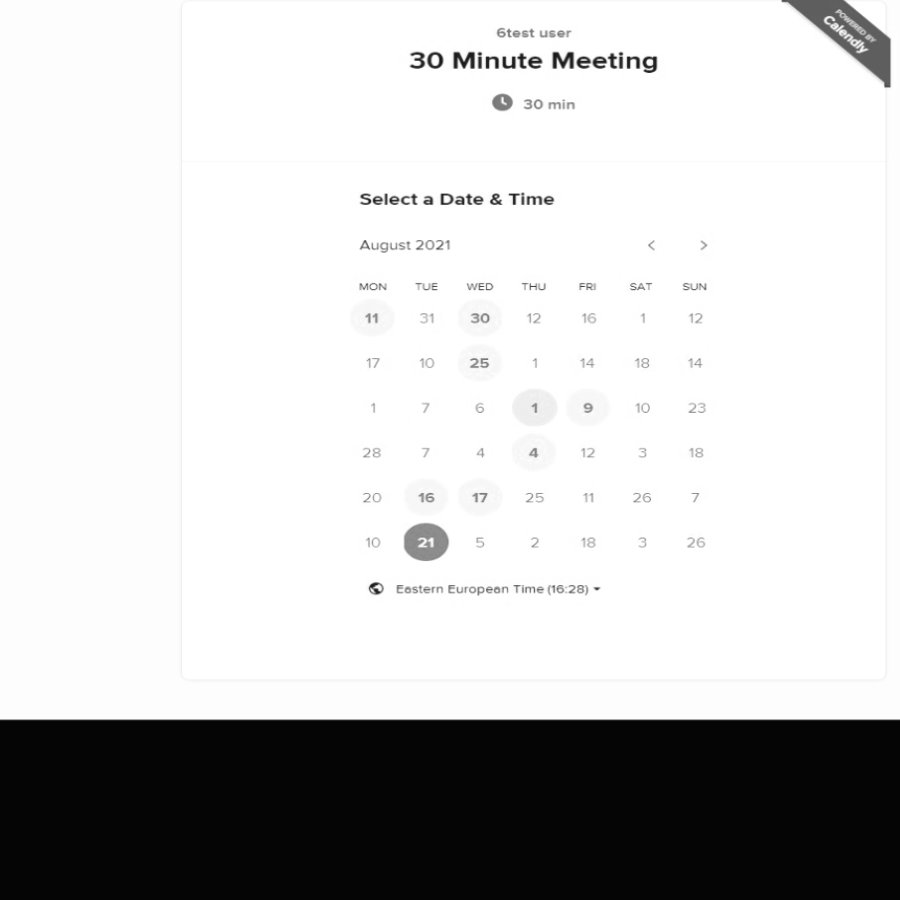 POWERED BY
Calendly
6test user
30 Minute Meeting
30 min
Select a Date & Time
August 2021
< >
MON TUE WED THU FRI SAT SUN
11 31 30 12 16 1 12
17 10 25 1 14 18 14
1 7 6 1 9 10 23
28 7 4 4 12 3 18
20 16 17 25 11 26 7
10 21 5 2 18 3 26
Eastern European Time (16:28)